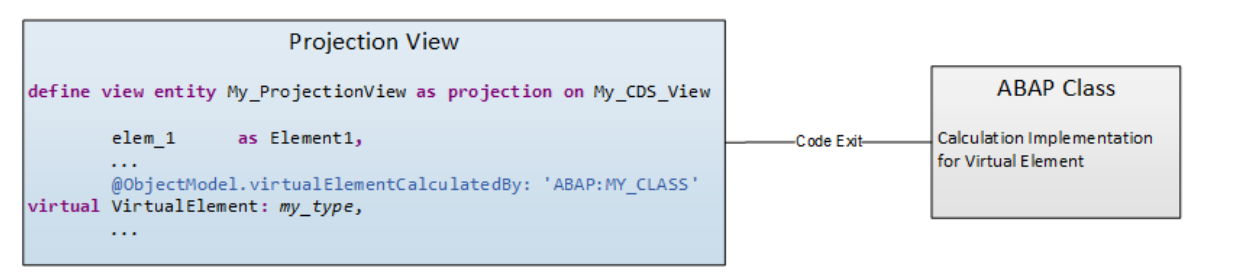 Projection View
define view entity My_ProjectionView as projection on My_CDS_View
elem_1 as Element1,
...
@ObjectModel.virtualElementCalculatedBy: 'ABAP:MY_CLASS'
virtual VirtualElement: my_type,
...
Code Exit
ABAP Class
Calculation Implementation
for Virtual Element